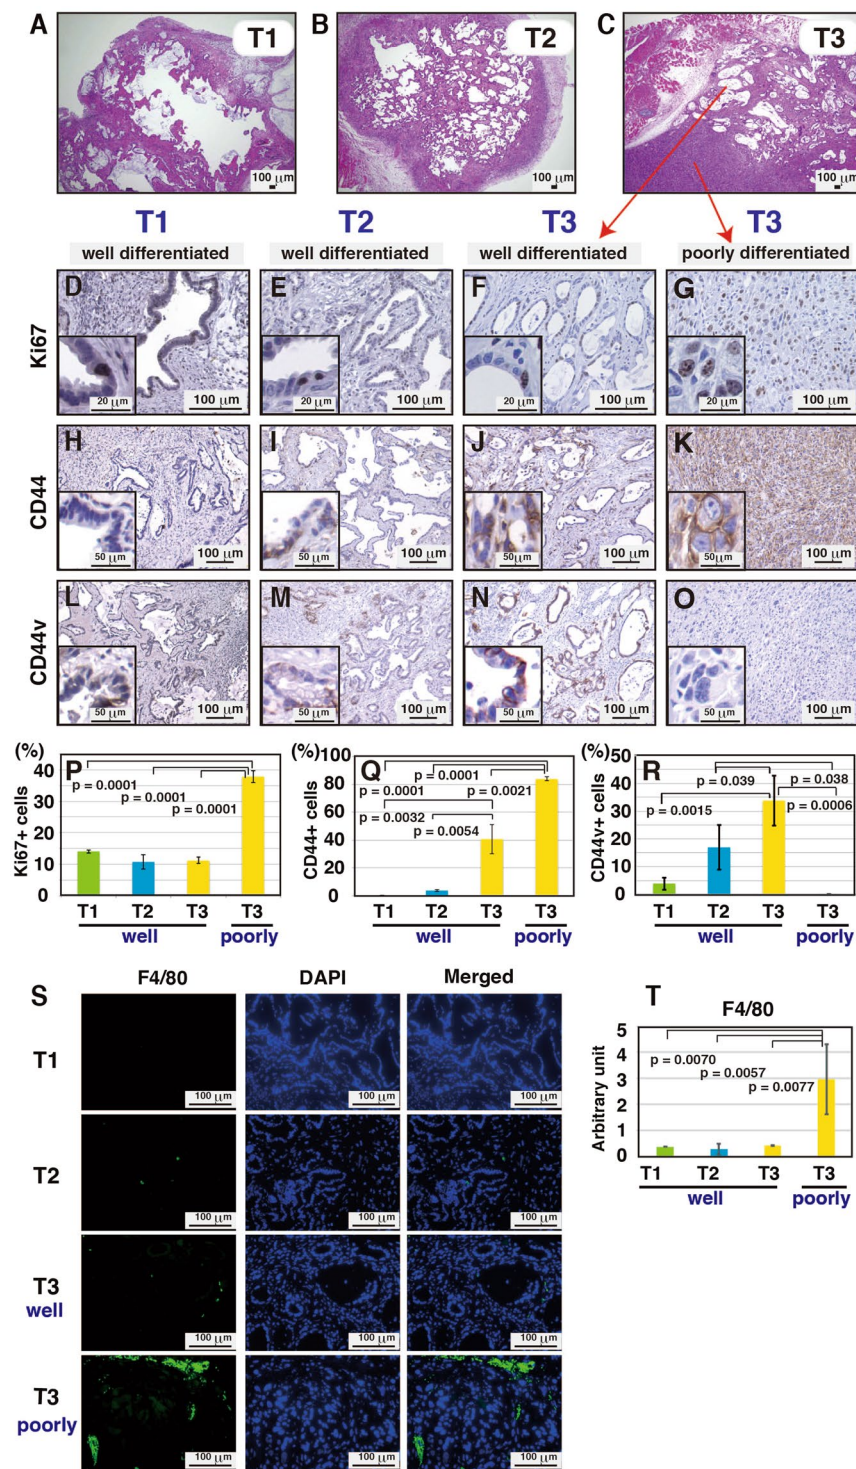 A T1 B T2 C T3
100 μm 100 μm 100 μm
T1 T2 T3 T3
well differentiated well differentiated well differentiated poorly differentiated
Ki67
D E F G
20 μm 100 μm 20 μm 100 μm 20 μm 100 μm 20 μm 100 μm
CD44
H I J K
50 μm 100 μm 50 μm 100 μm 50 μm 100 μm 50 μm 100 μm
CD44v
L M N O
50 μm 100 μm 50 μm 100 μm 50 μm 100 μm 50 μm 100 μm
(%)
P
Ki67+ cells
40
30
20
10
0
p = 0.0001
p = 0.0001
p = 0.0001
T1 T2 T3 T3
well poorly
(%)
Q
CD44+ cells
100
80
60
40
20
0
p = 0.0001
p = 0.0001 p = 0.0021
p = 0.0032
p = 0.0054
T1 T2 T3 T3
well poorly
(%)
R
CD44v+ cells
50
40
30
20
10
0
p = 0.039 p = 0.038
p = 0.0015 p = 0.0006
T1 T2 T3 T3
well poorly
S
F4/80 DAPI Merged
T1
100 μm 100 μm 100 μm
T2
100 μm 100 μm 100 μm
T3
well
100 μm 100 μm 100 μm
T3
poorly
100 μm 100 μm 100 μm
T
F4/80
Arbitrary unit
5
4
3
2
1
0
p = 0.0070
p = 0.0057
p = 0.0077
T1 T2 T3 T3
well poorly